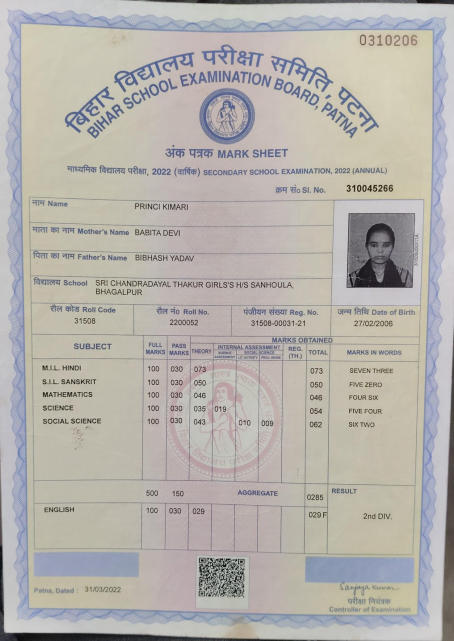 0310206
बिहार विद्यालय परीक्षा समिति, पटना
BIHAR SCHOOL EXAMINATION BOARD, PATNA
अंक पत्रक MARK SHEET
माध्यमिक विद्यालय परीक्षा, 2022 (वार्षिक) SECONDARY SCHOOL EXAMINATION, 2022 (ANNUAL)
क्रम सं० Sl. No. 310045266
नाम Name PRINCI KIMARI
माता का नाम Mother's Name BABITA DEVI
पिता का नाम Father's Name BIBHASH YADAV
विद्यालय School SRI CHANDRADAYAL THAKUR GIRLS'S H/S SANHOULA,
BHAGALPUR
रौल कोड Roll Code रौल नं० Roll No. पंजीयन संख्या Reg. No. जन्म तिथि Date of Birth
31508 2200052 31508-00031-21 27/02/2006
MARKS OBTAINED
SUBJECT FULL MARKS PASS MARKS THEORY INTERNAL ASSESSMENT REG. (TH.) TOTAL MARKS IN WORDS
M.I.L. HINDI 100 030 073 073 SEVEN THREE
S.I.L. SANSKRIT 100 030 050 050 FIVE ZERO
MATHEMATICS 100 030 046 046 FOUR SIX
SCIENCE 100 030 035 019 054 FIVE FOUR
SOCIAL SCIENCE 100 030 043 010 009 062 SIX TWO
500 150 AGGREGATE 0285 RESULT
ENGLISH 100 030 029 029 F 2nd DIV.
Patna, Dated : 31/03/2022
Sanjay Kumar
परीक्षा नियंत्रक
Controller of Examination